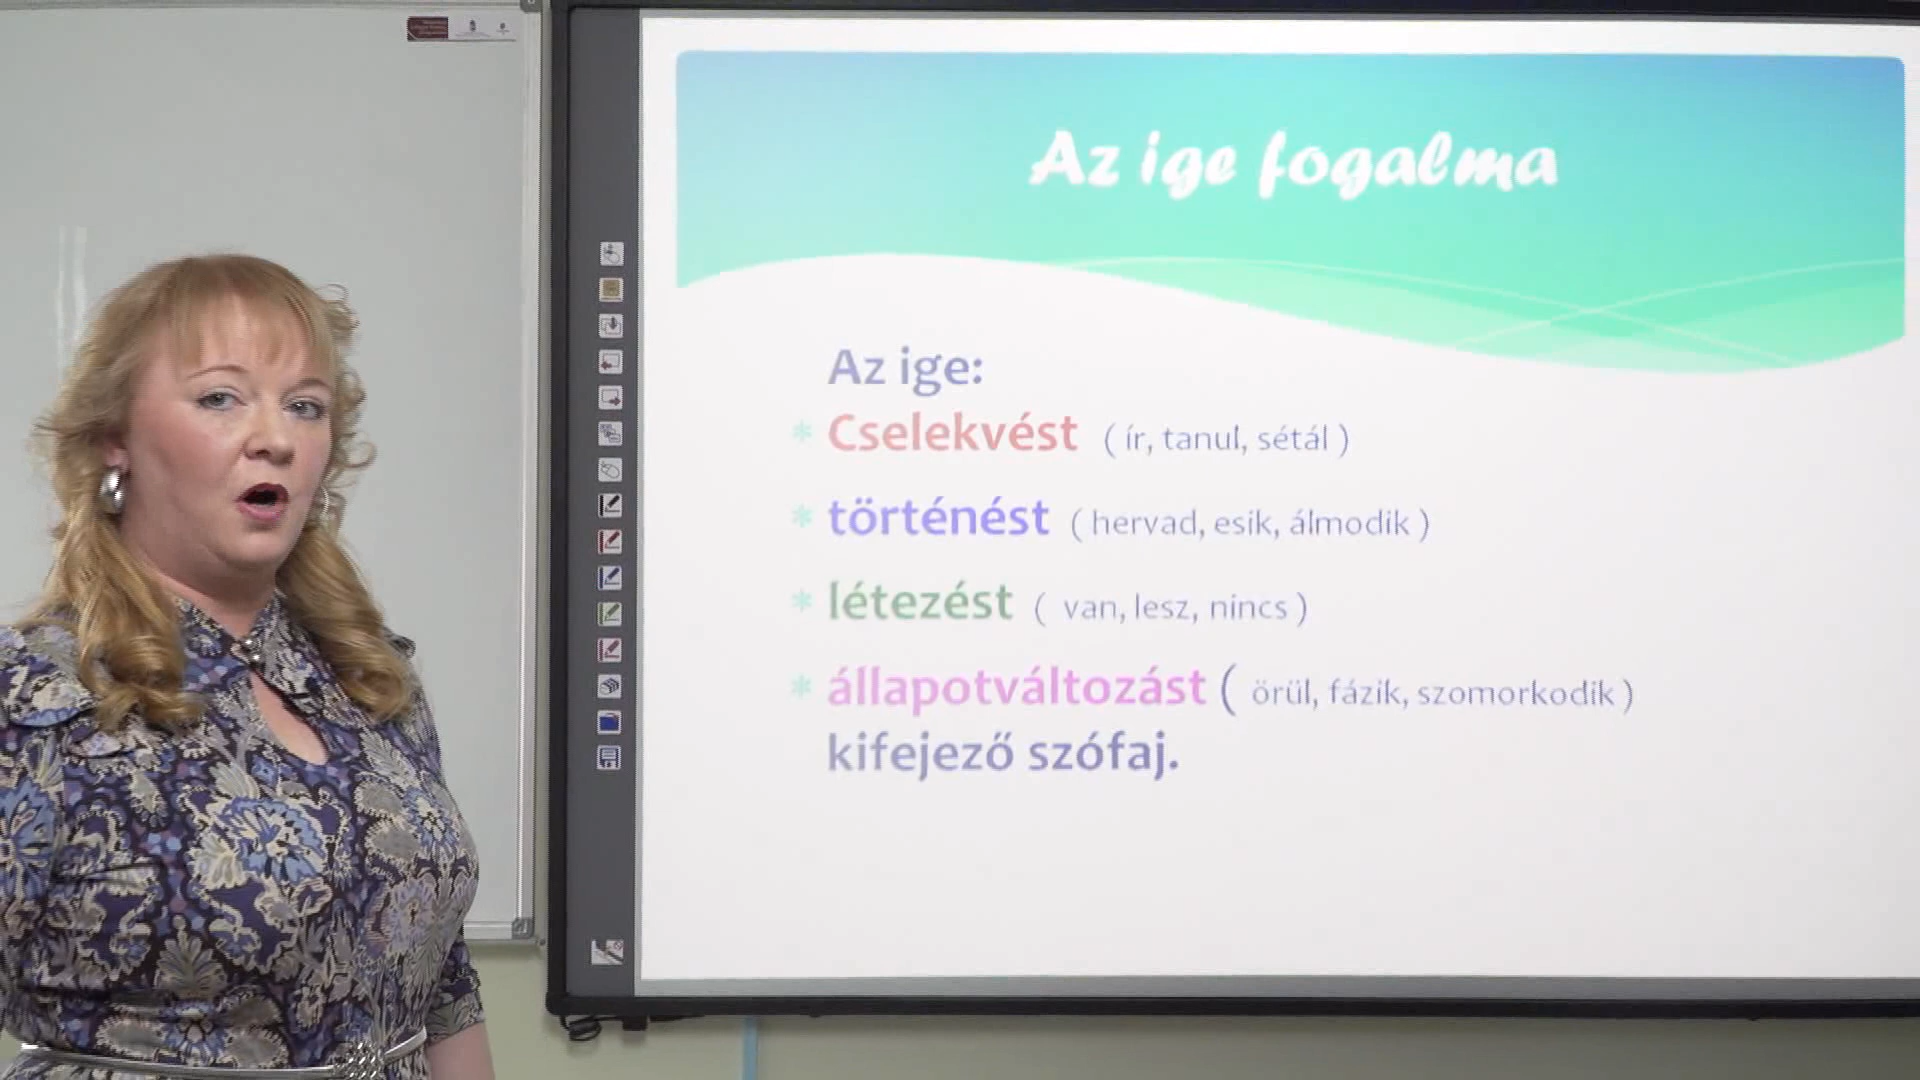 Az ige fogalma
Az ige:
* Cselekvést ( ír, tanul, sétál )
* történést ( hervad, esik, álmodik )
* létezést ( van, lesz, nincs )
* állapotváltozást ( örül, fázik, szomorkodik )
kifejező szófaj.